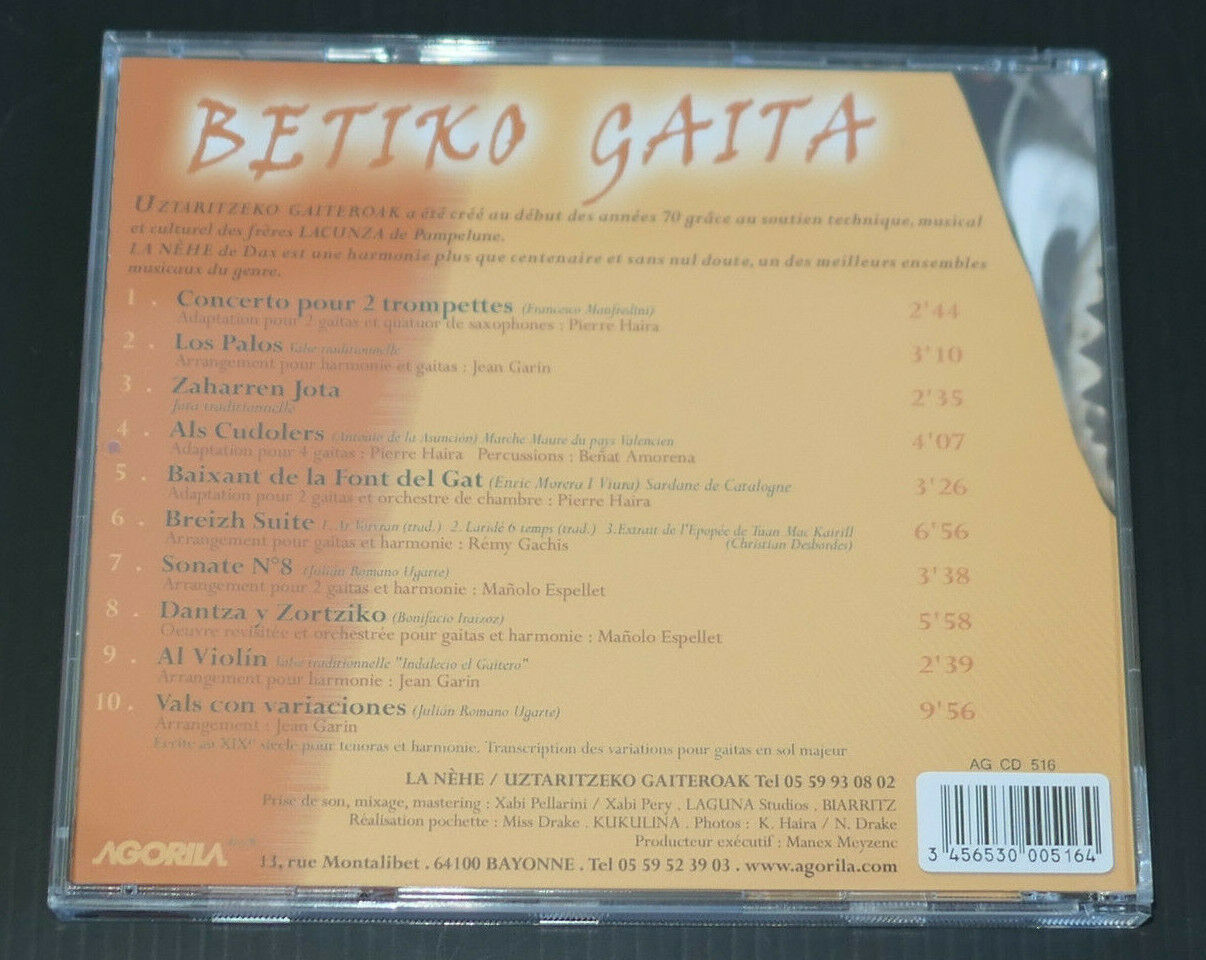 BETIKO GAITA
UZTARITZEKO GAITEROAK a été créé au début des années 70 grâce au soutien technique, musical
et culturel des frères LACUNZA de Pampelune.
LA NÈHE de Dax est une harmonie plus que centenaire et sans nul doute, un des meilleurs ensembles
musicaux du genre.
1 . Concerto pour 2 trompettes (Francesco Manfredini) 2'44
Adaptation pour 2 gaitas et quatuor de saxophones : Pierre Haira
2 . Los Palos Valse traditionnelle 3'10
Arrangement pour harmonie et gaitas : Jean Garin
3 . Zaharren Jota 2'35
Jota traditionnelle
4 . Als Cudolers (Antonio de la Asunción) Marche Maure du pays Valencien 4'07
Adaptation pour 4 gaitas : Pierre Haira Percussions : Beñat Amorena
5 . Baixant de la Font del Gat (Enric Morera I Viura) Sardane de Catalogne 3'26
Adaptation pour 2 gaitas et orchestre de chambre : Pierre Haira
6 . Breizh Suite 1. Ar Vorvran (trad.) 2. Laridé 6 temps (trad.) 3.Extrait de l'Epopée de Tuan Mac Kairill 6'56
Arrangement pour gaitas et harmonie : Rémy Gachis (Christian Desbordes)
7 . Sonate N°8 (Julián Romano Ugarte) 3'38
Arrangement pour 2 gaitas et harmonie : Mañolo Espellet
8 . Dantza y Zortziko (Bonifacio Iraizoz) 5'58
Oeuvre revisitée et orchestrée pour gaitas et harmonie : Mañolo Espellet
9 . Al Violín Valse traditionnelle "Indalecio el Gaitero" 2'39
Arrangement pour harmonie : Jean Garin
10 . Vals con variaciones (Julián Romano Ugarte) 9'56
Arrangement : Jean Garin
Ecrite au XIXe siècle pour tenoras et harmonie. Transcription des variations pour gaitas en sol majeur
LA NÈHE / UZTARITZEKO GAITEROAK Tel 05 59 93 08 02
Prise de son, mixage, mastering : Xabi Pellarini / Xabi Pery . LAGUNA Studios . BIARRITZ
Réalisation pochette : Miss Drake . KUKULINA . Photos : K. Haira / N. Drake
Producteur exécutif : Manex Meyzenc
AGORILA 13, rue Montalibet . 64100 BAYONNE . Tel 05 59 52 39 03 . www.agorila.com
AG CD 516
3 456530 005164